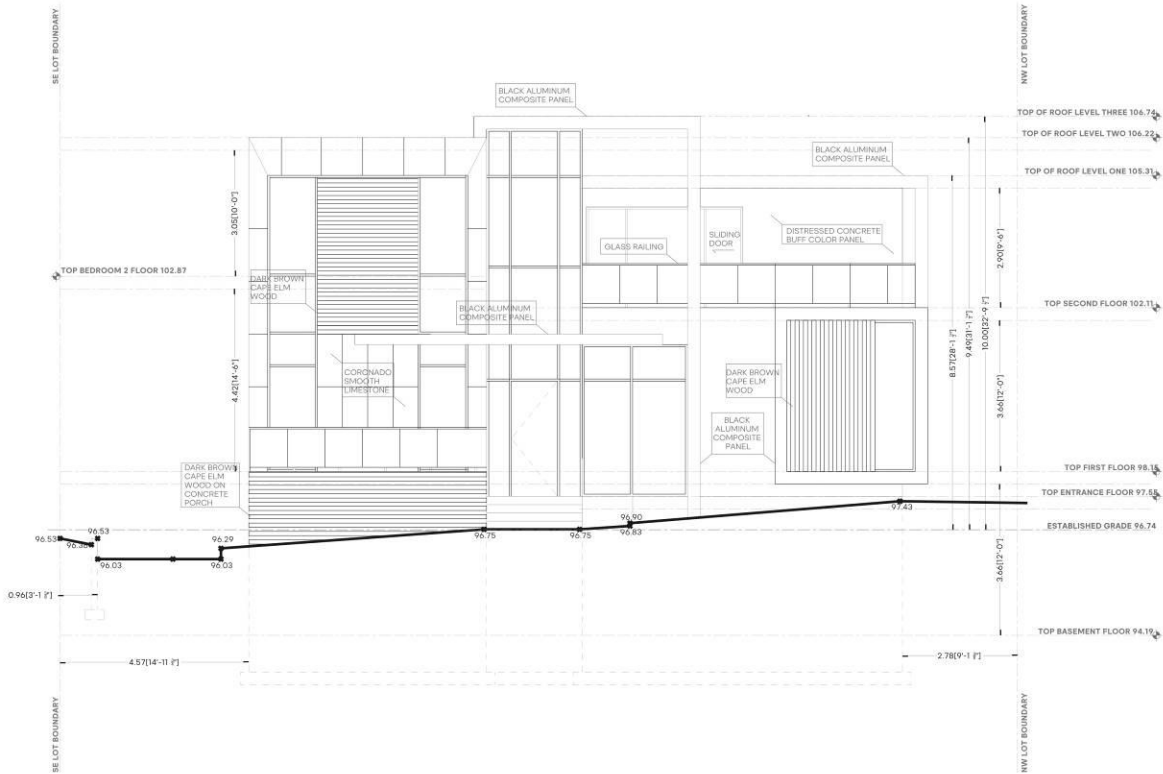 SE LOT BOUNDARY
NW LOT BOUNDARY
BLACK ALUMINUM
COMPOSITE PANEL
TOP OF ROOF LEVEL THREE 106.74
TOP OF ROOF LEVEL TWO 106.22
BLACK ALUMINUM
COMPOSITE PANEL
TOP OF ROOF LEVEL ONE 105.31
3.05[10'-0"]
GLASS RAILING
SLIDING
DOOR
DISTRESSED CONCRETE
BUFF COLOR PANEL
2.90[9'-6"]
TOP BEDROOM 2 FLOOR 102.87
DARK BROWN
CAPE ELM
WOOD
BLACK ALUMINUM
COMPOSITE PANEL
TOP SECOND FLOOR 102.11
8.57[28'-1
9.49[31'-1
10.00[32'-9
4.42[14'-6"]
CORONADO
SMOOTH
LIMESTONE
DARK BROWN
CAPE ELM
WOOD
3.66[12'-0"]
BLACK
ALUMINUM
COMPOSITE
PANEL
DARK BROWN
CAPE ELM
WOOD ON
CONCRETE
PORCH
TOP FIRST FLOOR 98.15
TOP ENTRANCE FLOOR 97.55
97.43
96.90
96.83
ESTABLISHED GRADE 96.74
96.53
96.53
96.38
96.29
96.75
96.75
96.03
96.03
3.66[12'-0"]
0.96[3'-1
TOP BASEMENT FLOOR 94.19
4.57[14'-11
2.78[9'-1
SE LOT BOUNDARY
NW LOT BOUNDARY